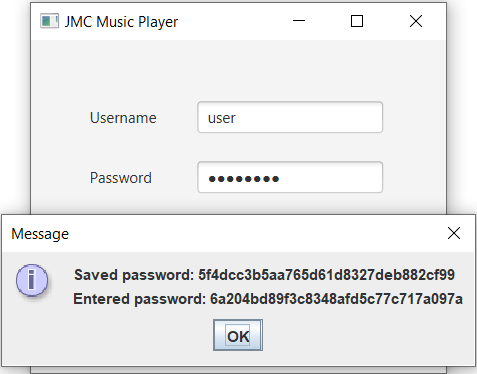 JMC Music Player
Username
user
Password
Message
Saved password: 5f4dcc3b5aa765d61d8327deb882cf99
Entered password: 6a204bd89f3c8348afd5c77c717a097a
OK